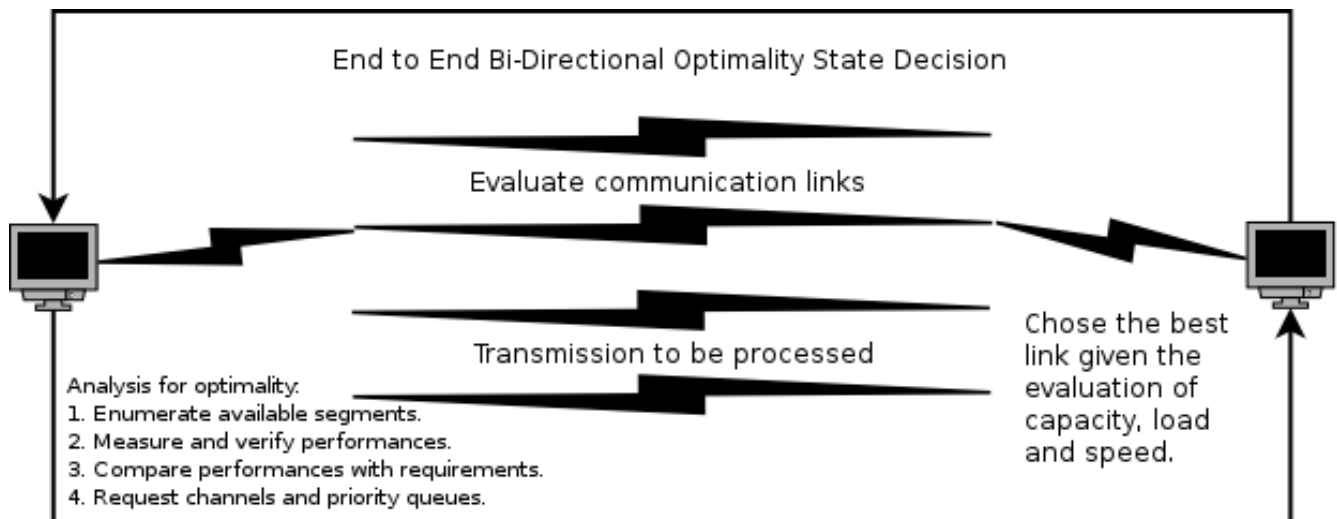 End to End Bi-Directional Optimality State Decision
Evaluate communication links
Transmission to be processed
Analysis for optimality:
1. Enumerate available segments.
2. Measure and verify performances.
3. Compare performances with requirements.
4. Request channels and priority queues.
Chose the best
link given the
evaluation of
capacity, load
and speed.